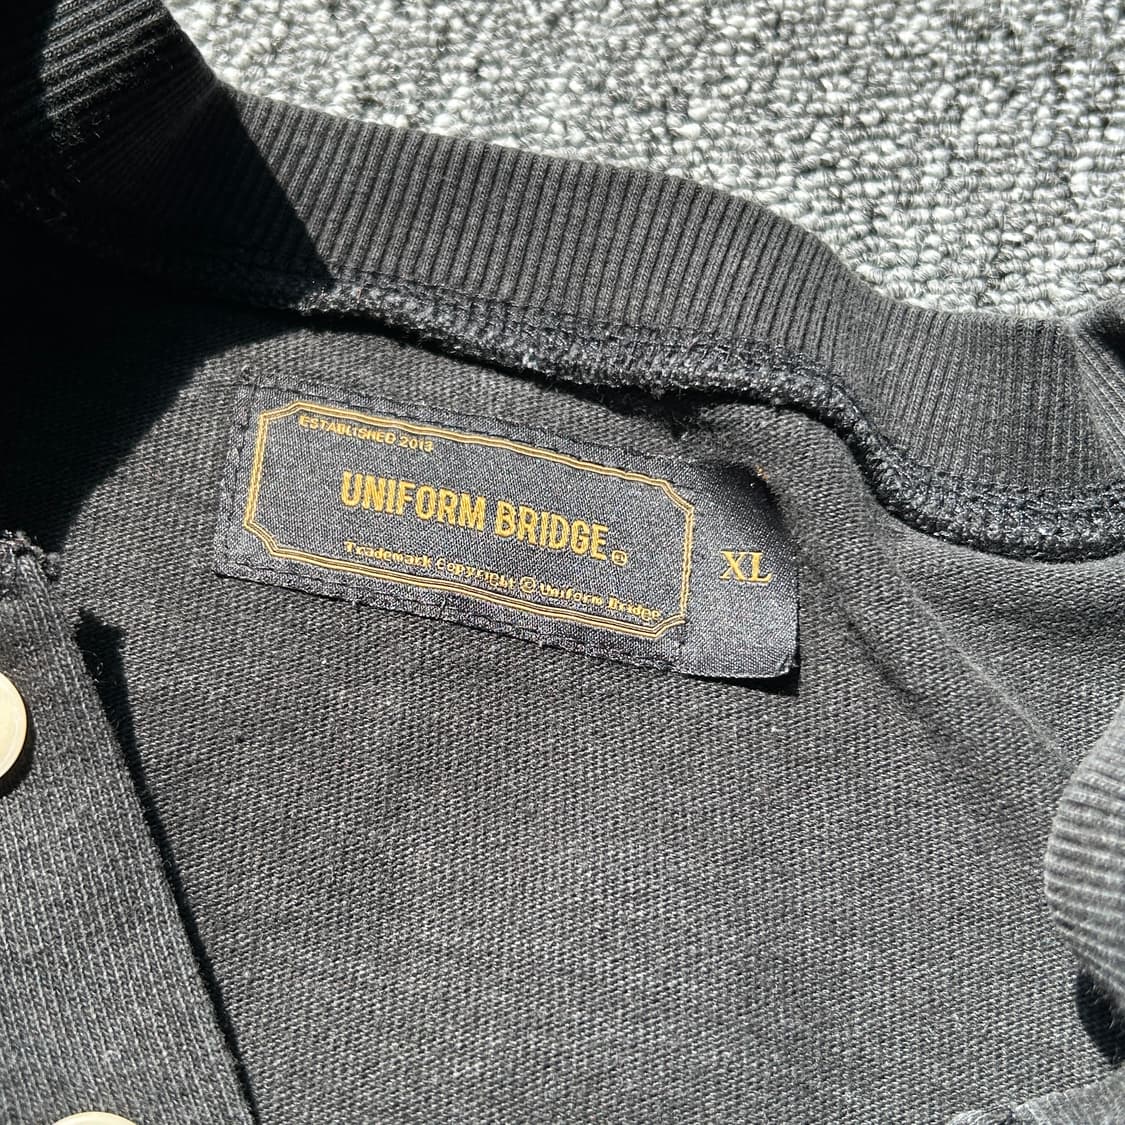 ESTABLISHED 2013
UNIFORM BRIDGE ®
Trademark Copyright © Uniform Bridge
XL